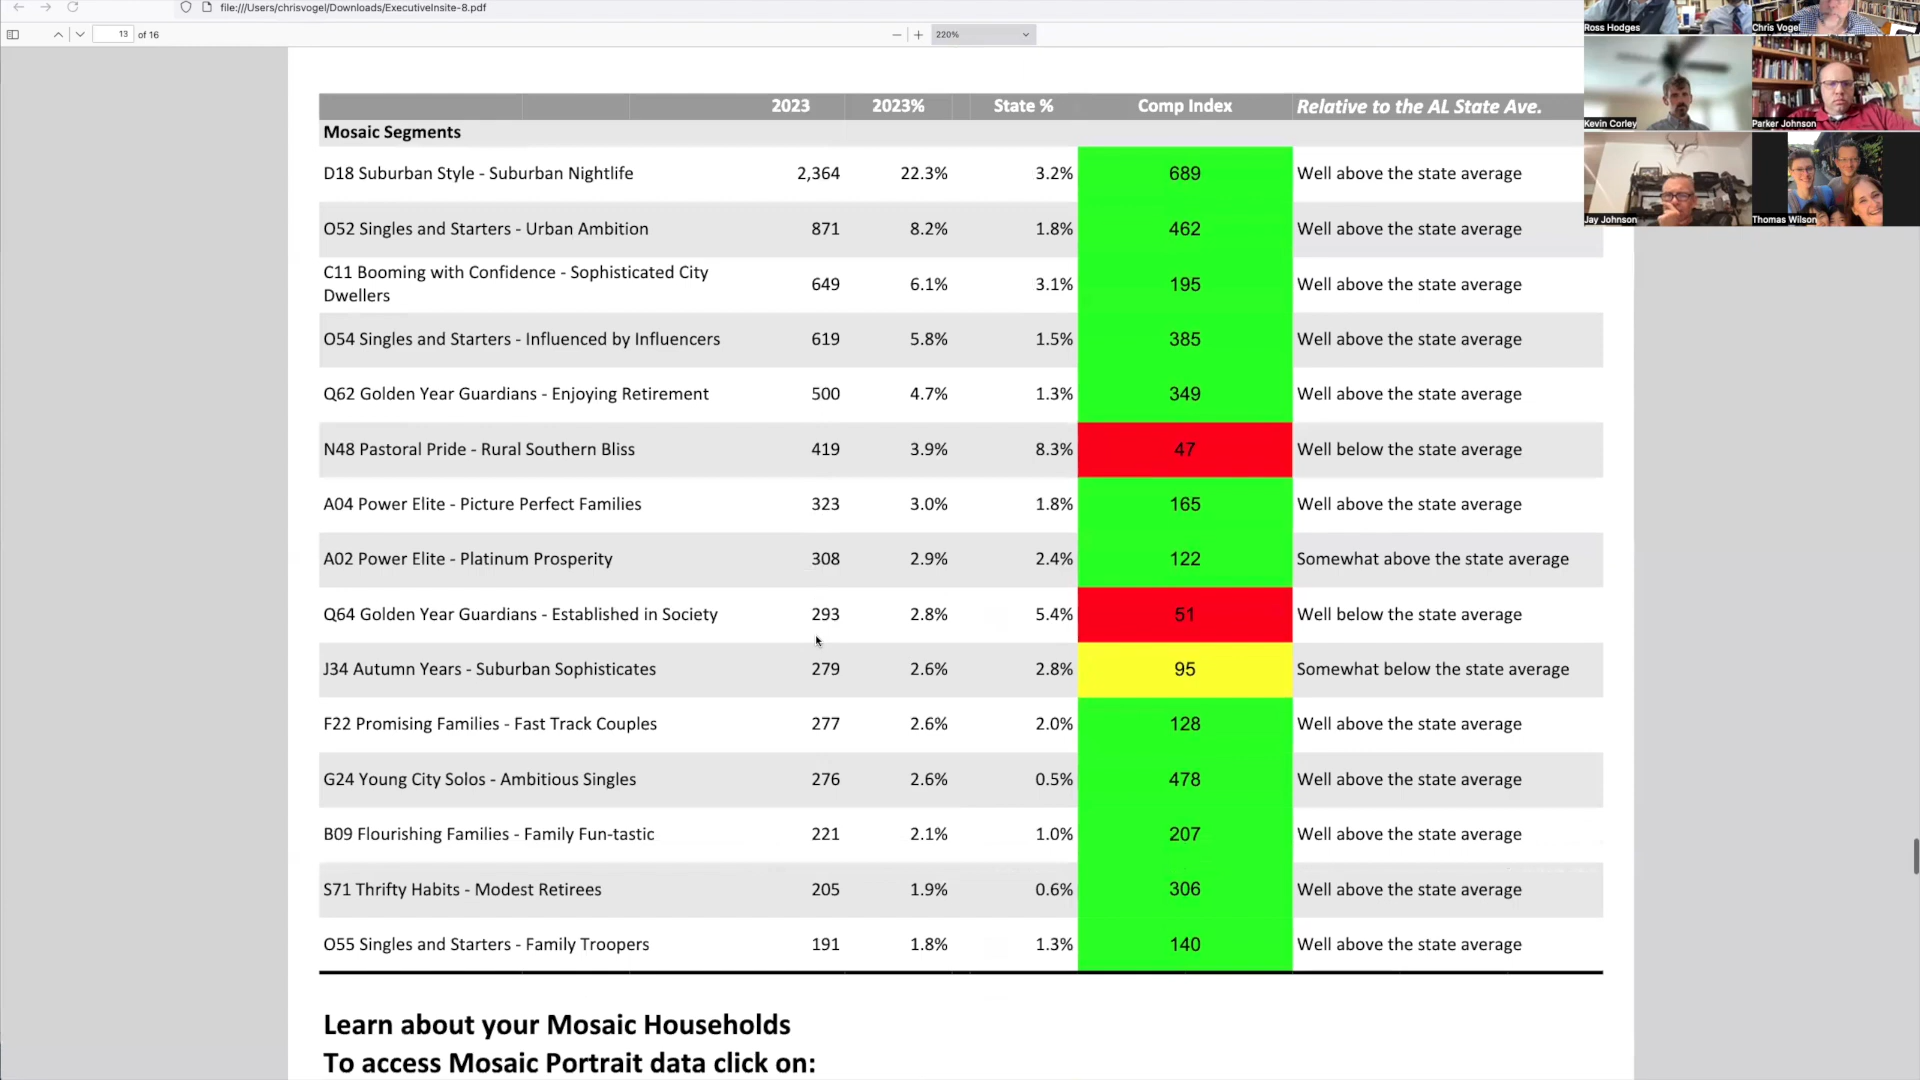 file:///Users/chrisvogel/Downloads/ExecutiveInsite-8.pdf
13 of 16
220%
Ross Hodges
Chris Vogel
Kevin Corley
Parker Johnson
Jay Johnson
Thomas Wilson
2023 2023% State % Comp Index Relative to the AL State Ave.
Mosaic Segments
D18 Suburban Style - Suburban Nightlife 2,364 22.3% 3.2% 689 Well above the state average
O52 Singles and Starters - Urban Ambition 871 8.2% 1.8% 462 Well above the state average
C11 Booming with Confidence - Sophisticated City
Dwellers 649 6.1% 3.1% 195 Well above the state average
O54 Singles and Starters - Influenced by Influencers 619 5.8% 1.5% 385 Well above the state average
Q62 Golden Year Guardians - Enjoying Retirement 500 4.7% 1.3% 349 Well above the state average
N48 Pastoral Pride - Rural Southern Bliss 419 3.9% 8.3% 47 Well below the state average
A04 Power Elite - Picture Perfect Families 323 3.0% 1.8% 165 Well above the state average
A02 Power Elite - Platinum Prosperity 308 2.9% 2.4% 122 Somewhat above the state average
Q64 Golden Year Guardians - Established in Society 293 2.8% 5.4% 51 Well below the state average
J34 Autumn Years - Suburban Sophisticates 279 2.6% 2.8% 95 Somewhat below the state average
F22 Promising Families - Fast Track Couples 277 2.6% 2.0% 128 Well above the state average
G24 Young City Solos - Ambitious Singles 276 2.6% 0.5% 478 Well above the state average
B09 Flourishing Families - Family Fun-tastic 221 2.1% 1.0% 207 Well above the state average
S71 Thrifty Habits - Modest Retirees 205 1.9% 0.6% 306 Well above the state average
O55 Singles and Starters - Family Troopers 191 1.8% 1.3% 140 Well above the state average
Learn about your Mosaic Households
To access Mosaic Portrait data click on: